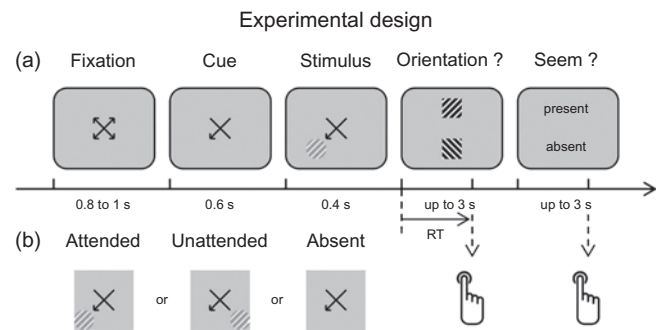 Experimental design
(a) Fixation Cue Stimulus Orientation ? Seem ?
present
absent
0.8 to 1 s 0.6 s 0.4 s up to 3 s up to 3 s
RT
(b) Attended Unattended Absent
or or